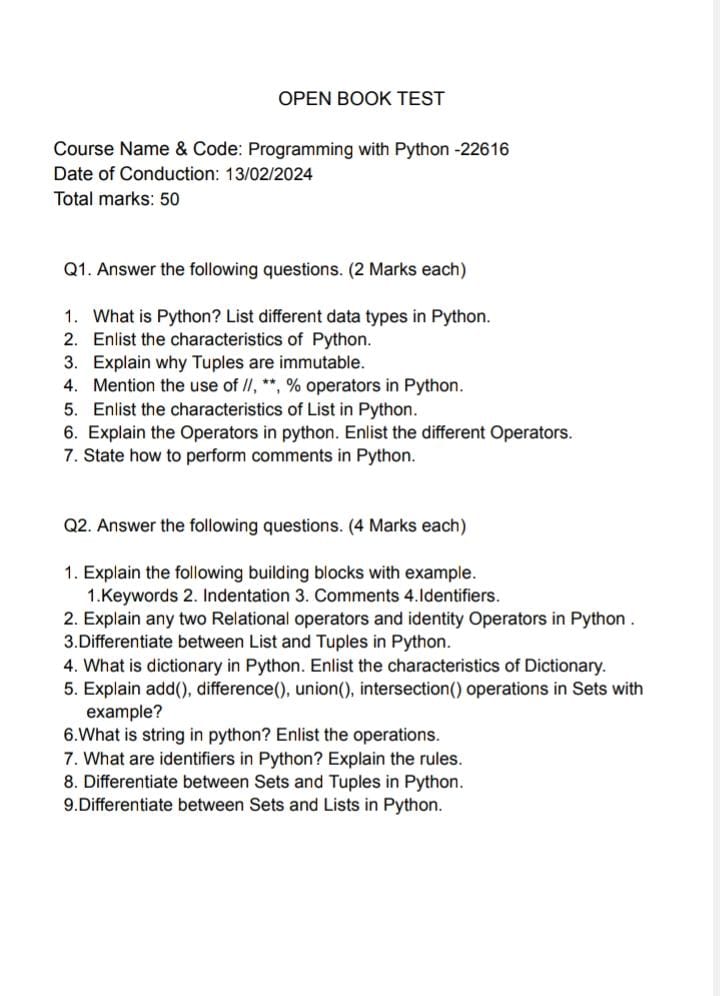 OPEN BOOK TEST
Course Name & Code: Programming with Python -22616
Date of Conduction: 13/02/2024
Total marks: 50
Q1. Answer the following questions. (2 Marks each)
1. What is Python? List different data types in Python.
2. Enlist the characteristics of Python.
3. Explain why Tuples are immutable.
4. Mention the use of //, **, % operators in Python.
5. Enlist the characteristics of List in Python.
6. Explain the Operators in python. Enlist the different Operators.
7. State how to perform comments in Python.
Q2. Answer the following questions. (4 Marks each)
1. Explain the following building blocks with example.
1.Keywords 2. Indentation 3. Comments 4.Identifiers.
2. Explain any two Relational operators and identity Operators in Python .
3.Differentiate between List and Tuples in Python.
4. What is dictionary in Python. Enlist the characteristics of Dictionary.
5. Explain add(), difference(), union(), intersection() operations in Sets with
example?
6.What is string in python? Enlist the operations.
7. What are identifiers in Python? Explain the rules.
8. Differentiate between Sets and Tuples in Python.
9.Differentiate between Sets and Lists in Python.